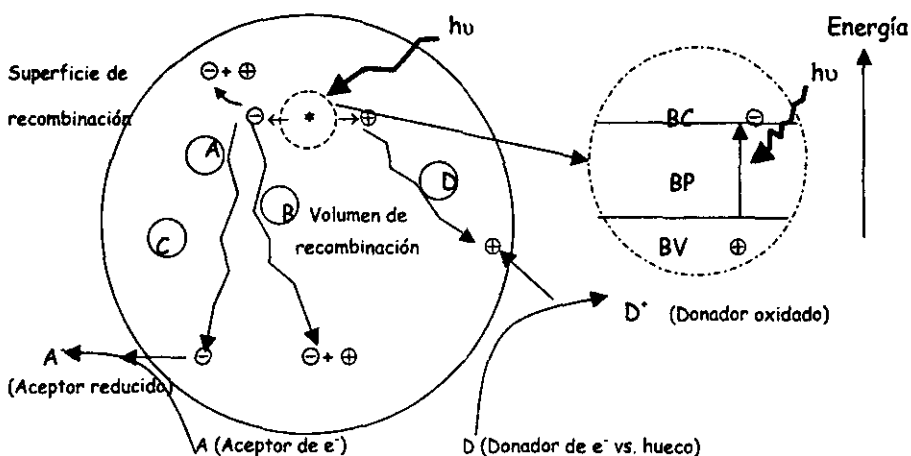 hυ
Energía
Superficie de
recombinación
⊖ + ⊕
hυ
⊖
*
⊕
BC
⊖
A
D
BP
B
Volumen de
recombinación
C
⊕
BV
⊕
D⁺ (Donador oxidado)
A⁻
(Aceptor reducido)
⊖
⊖ + ⊕
A (Aceptor de e⁻)
D (Donador de e⁻ vs. hueco)